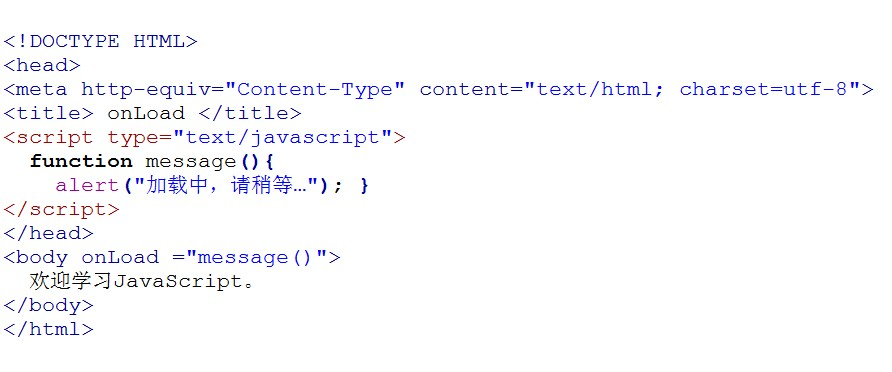 <!DOCTYPE HTML>
<head>
<meta http-equiv="Content-Type" content="text/html; charset=utf-8">
<title> onLoad </title>
<script type="text/javascript">
  function message(){
    alert("加载中，请稍等…"); }
</script>
</head>
<body onLoad ="message()">
  欢迎学习JavaScript。
</body>
</html>